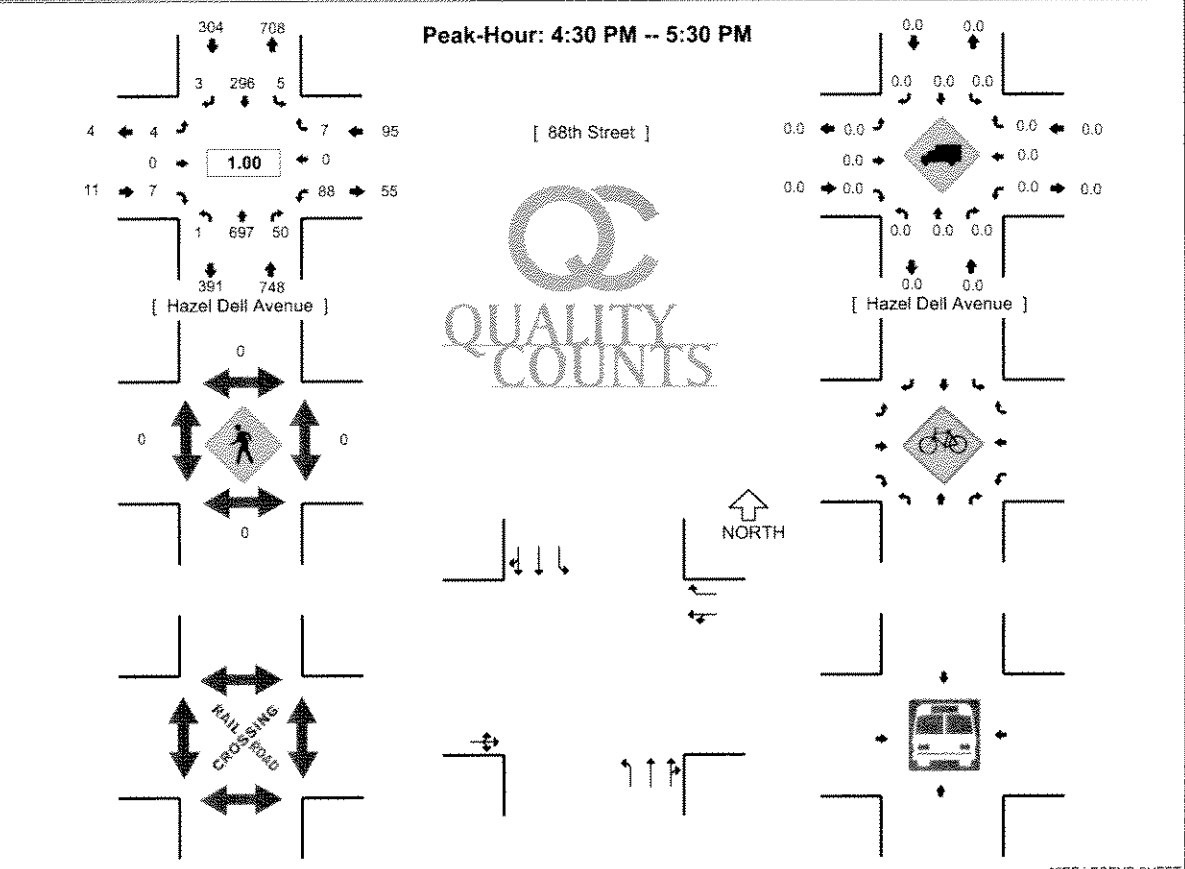 304 708
Peak-Hour: 4:30 PM -- 5:30 PM
3 296 5
4 4 7 95
0 1.00 0
11 7 88 55
1 697 50
391 748
[ Hazel Dell Avenue ]
[ 88th Street ]
QC
QUALITY
COUNTS
0.0 0.0
0.0 0.0 0.0
0.0 0.0 0.0 0.0
0.0 0.0
0.0 0.0 0.0 0.0
0.0 0.0 0.0
0.0 0.0
[ Hazel Dell Avenue ]
0
0 0
0
NORTH
RAIL ROAD
CROSSING